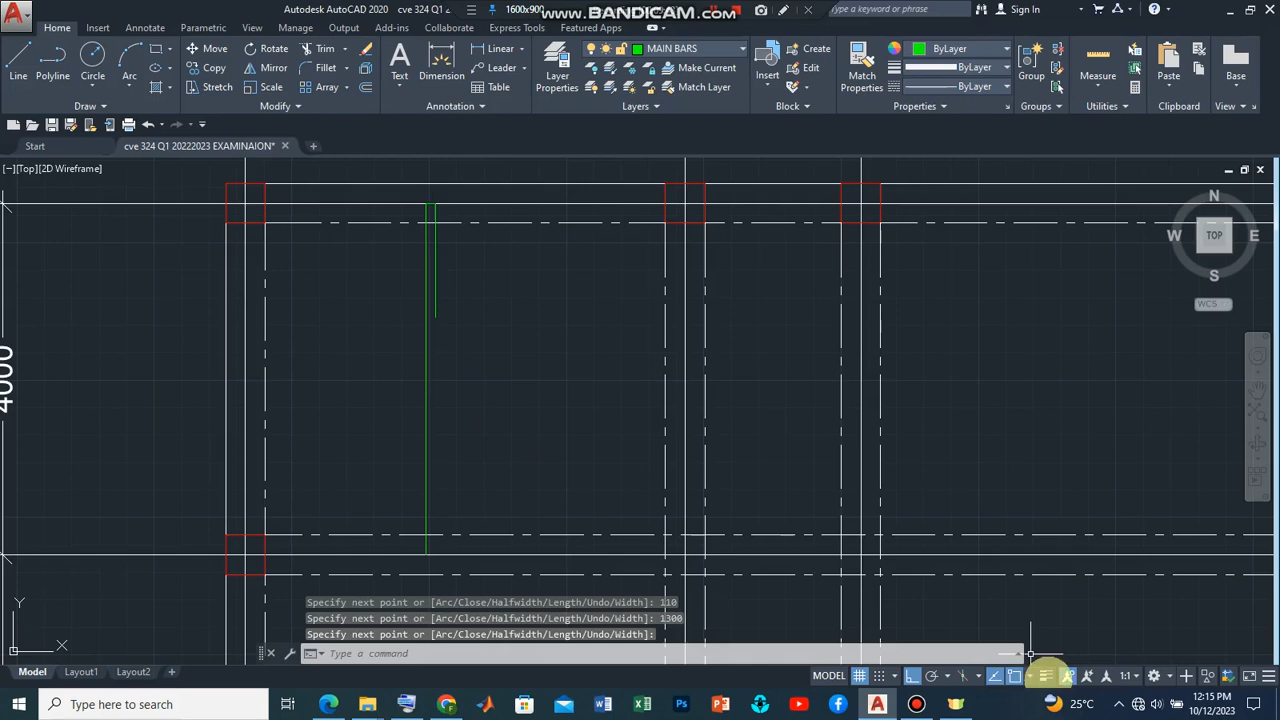 Autodesk AutoCAD 2020 cve 324 Q1 2 1600x900 www.BANDICAM.com Type a keyword or phrase Sign In
Home Insert Annotate Parametric View Manage Output Add-ins Collaborate Express Tools Featured Apps
Line Polyline Circle Arc
Move Rotate Trim
Copy Mirror Fillet
Stretch Scale Array
Text Dimension
Linear
Leader
Table
Layer Properties
MAIN BARS
Make Current
Match Layer
Insert
Create
Edit
Match Properties
ByLayer
ByLayer
ByLayer
Group Measure Paste Base
Draw Modify Annotation Layers Block Properties Groups Utilities Clipboard View
Start cve 324 Q1 20222023 EXAMINAION*
[−][Top][2D Wireframe]
N
W TOP E
S
WCS
4000
Y
X
Specify next point or [Arc/Close/Halfwidth/Length/Undo/Width]: 110
Specify next point or [Arc/Close/Halfwidth/Length/Undo/Width]: 1300
Specify next point or [Arc/Close/Halfwidth/Length/Undo/Width]:
Type a command
Model Layout1 Layout2 MODEL 1:1
Type here to search 25°C 12:15 PM
10/12/2023